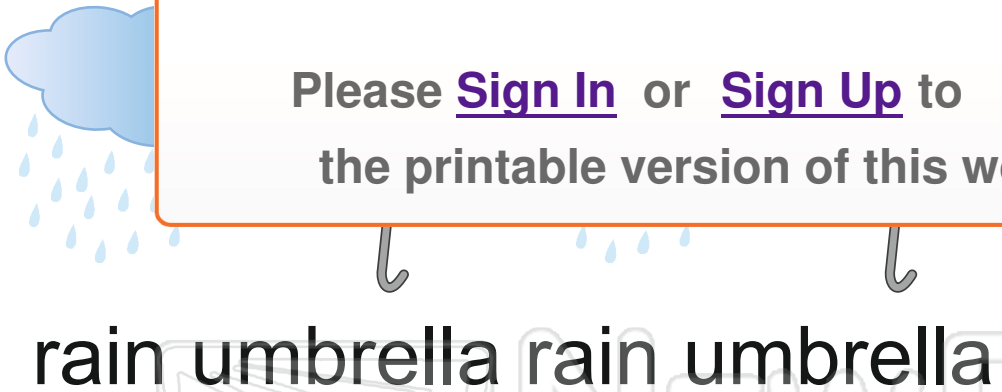 Please Sign In or Sign Up to
the printable version of this
rain umbrella rain umbrella